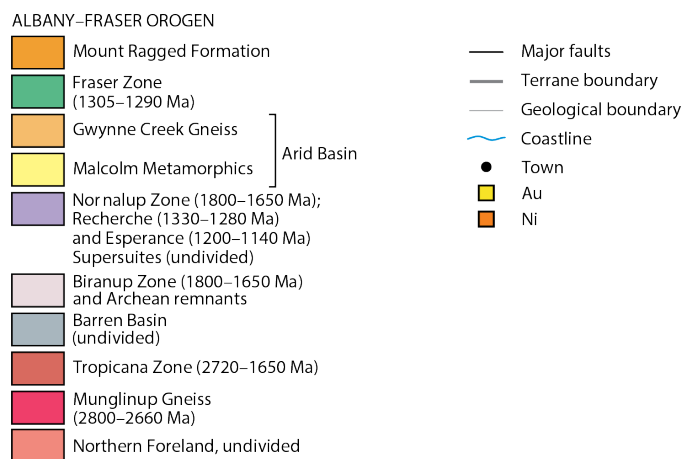 ALBANY–FRASER OROGEN
Mount Ragged Formation
Fraser Zone
(1305–1290 Ma)
Gwynne Creek Gneiss
Malcolm Metamorphics
Arid Basin
Nornalup Zone (1800–1650 Ma);
Recherche (1330–1280 Ma)
and Esperance (1200–1140 Ma)
Supersuites (undivided)
Biranup Zone (1800–1650 Ma)
and Archean remnants
Barren Basin
(undivided)
Tropicana Zone (2720–1650 Ma)
Munglinup Gneiss
(2800–2660 Ma)
Northern Foreland, undivided
Major faults
Terrane boundary
Geological boundary
Coastline
Town
Au
Ni